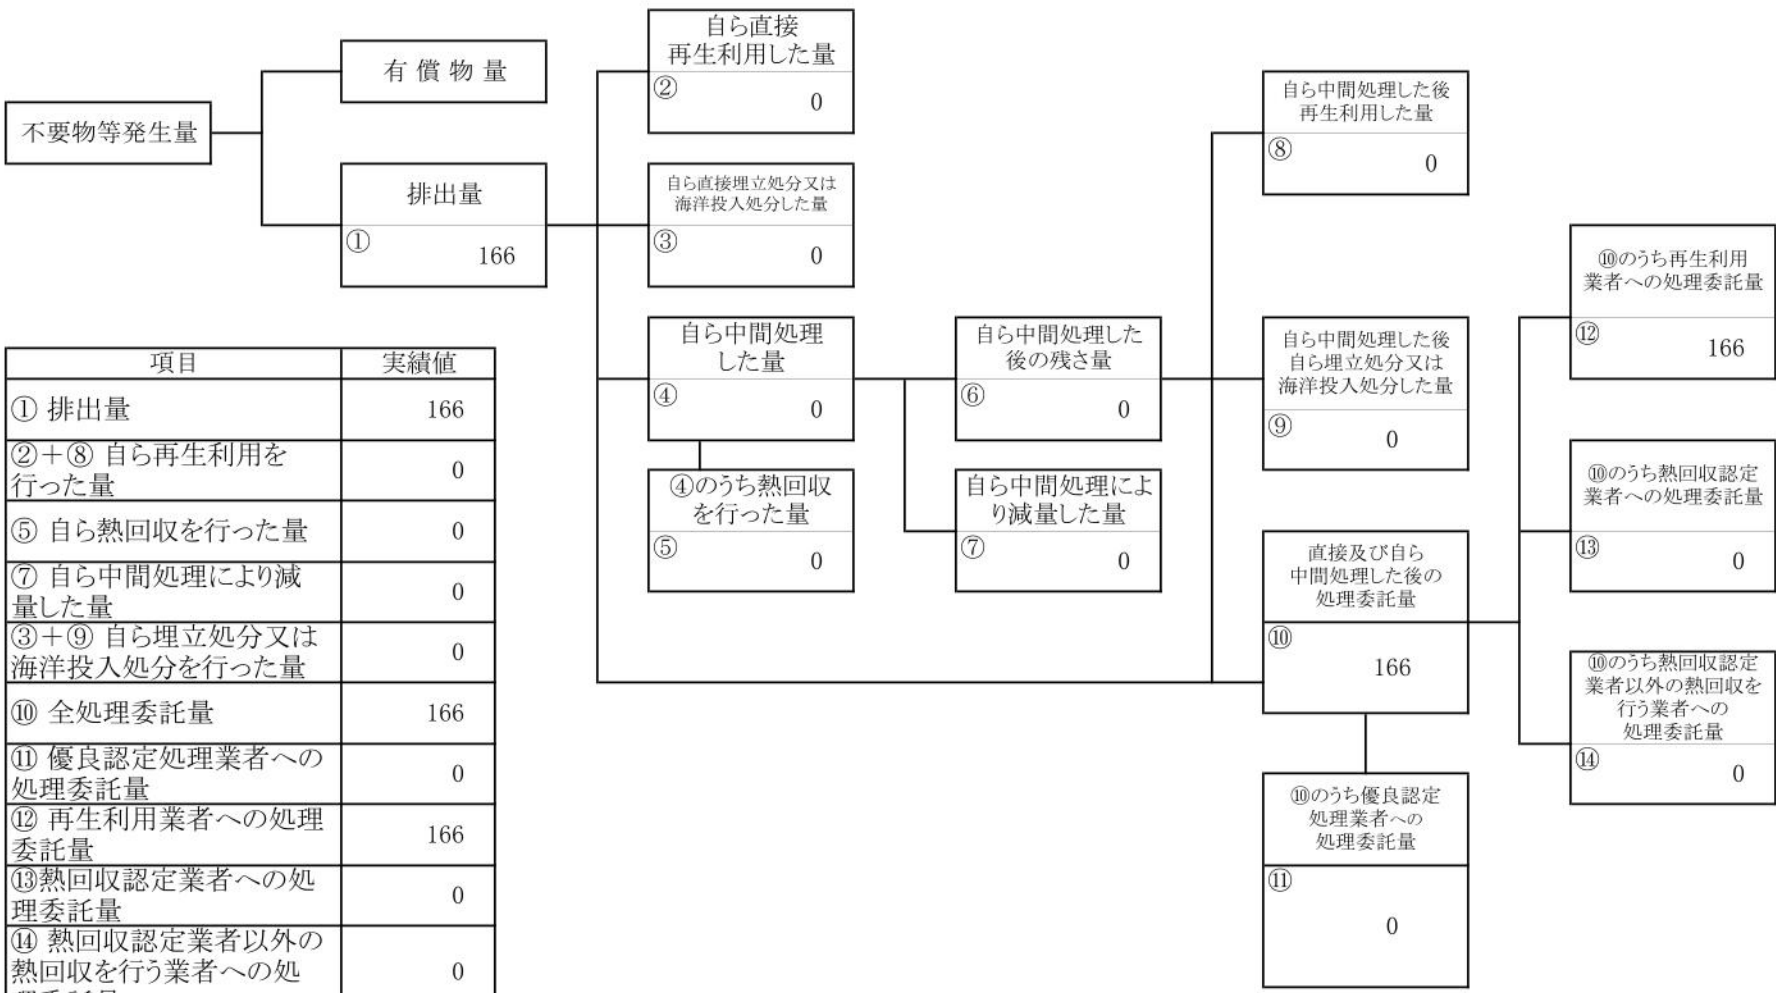 不要物等発生量
有償物量
排出量
①
166
自ら直接
再生利用した量
②
0
自ら直接埋立処分又は
海洋投入処分した量
③
0
自ら中間処理
した量
④
0
④のうち熱回収
を行った量
⑤
0
自ら中間処理した
後の残さ量
⑥
0
自ら中間処理によ
り減量した量
⑦
0
自ら中間処理した後
再生利用した量
⑧
0
自ら中間処理した後
自ら埋立処分又は
海洋投入処分した量
⑨
0
直接及び自ら
中間処理した後の
処理委託量
⑩
166
⑩のうち優良認定
処理業者への
処理委託量
⑪
0
⑩のうち再生利用
業者への処理委託量
⑫
166
⑩のうち熱回収認定
業者への処理委託量
⑬
0
⑩のうち熱回収認定
業者以外の熱回収を
行う業者への
処理委託量
⑭
0
項目 実績値
① 排出量 166
②+⑧ 自ら再生利用を
行った量 0
⑤ 自ら熱回収を行った量 0
⑦ 自ら中間処理により減
量した量 0
③+⑨ 自ら埋立処分又は
海洋投入処分を行った量 0
⑩ 全処理委託量 166
⑪ 優良認定処理業者への
処理委託量 0
⑫ 再生利用業者への処理
委託量 166
⑬熱回収認定業者への処
理委託量 0
⑭ 熱回収認定業者以外の
熱回収を行う業者への処 0